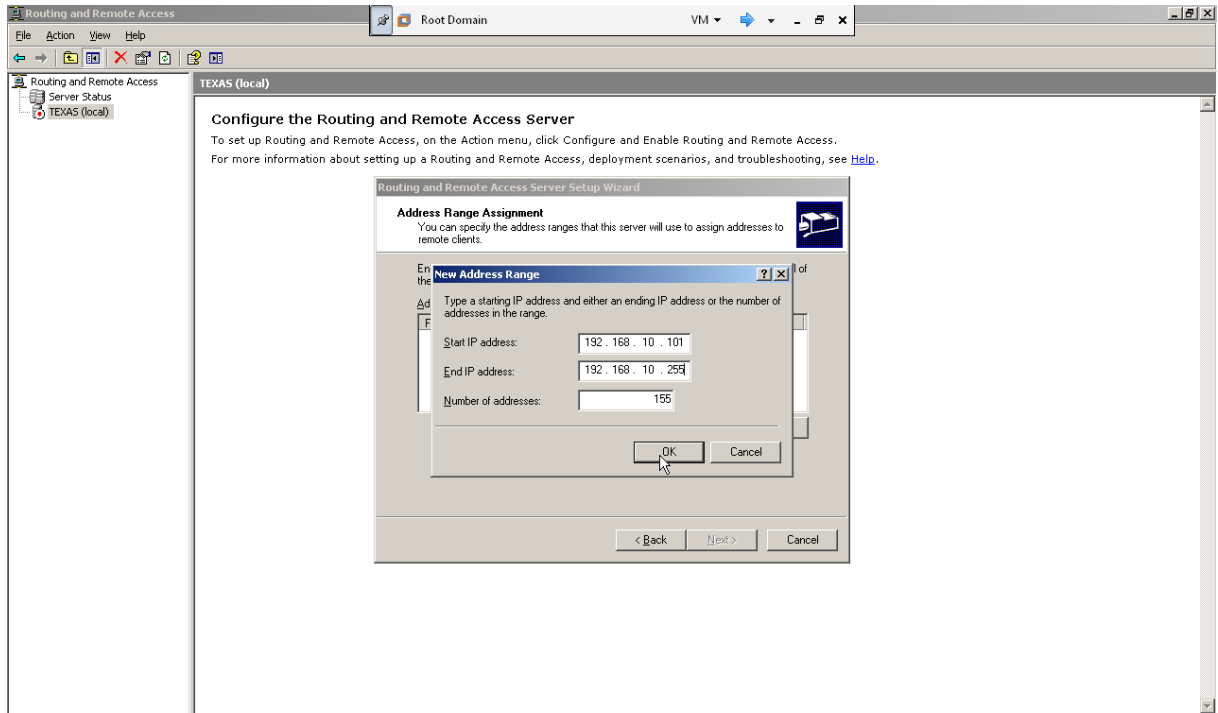 Routing and Remote Access
Root Domain
VM
File Action View Help
Routing and Remote Access
Server Status
TEXAS (local)
TEXAS (local)
Configure the Routing and Remote Access Server
To set up Routing and Remote Access, on the Action menu, click Configure and Enable Routing and Remote Access.
For more information about setting up a Routing and Remote Access, deployment scenarios, and troubleshooting, see Help.
Routing and Remote Access Server Setup Wizard
Address Range Assignment
You can specify the address ranges that this server will use to assign addresses to
remote clients.
En
l of
the
Ad
F
New Address Range
Type a starting IP address and either an ending IP address or the number of
addresses in the range.
Start IP address: 192 . 168 . 10 . 101
End IP address: 192 . 168 . 10 . 255
Number of addresses: 155
OK Cancel
< Back Next > Cancel